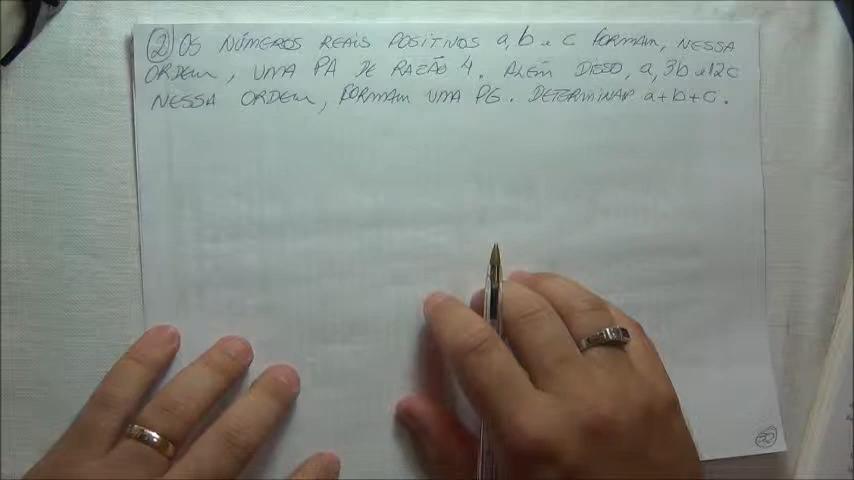 ② OS NÚMEROS REAIS POSITIVOS a, b e c FORMAM, NESSA
ORDEM, UMA PA DE RAZÃO 4. ALÉM DISSO, a, 3b e 12c
NESSA ORDEM, FORMAM UMA PG. DETERMINAR a+b+c.